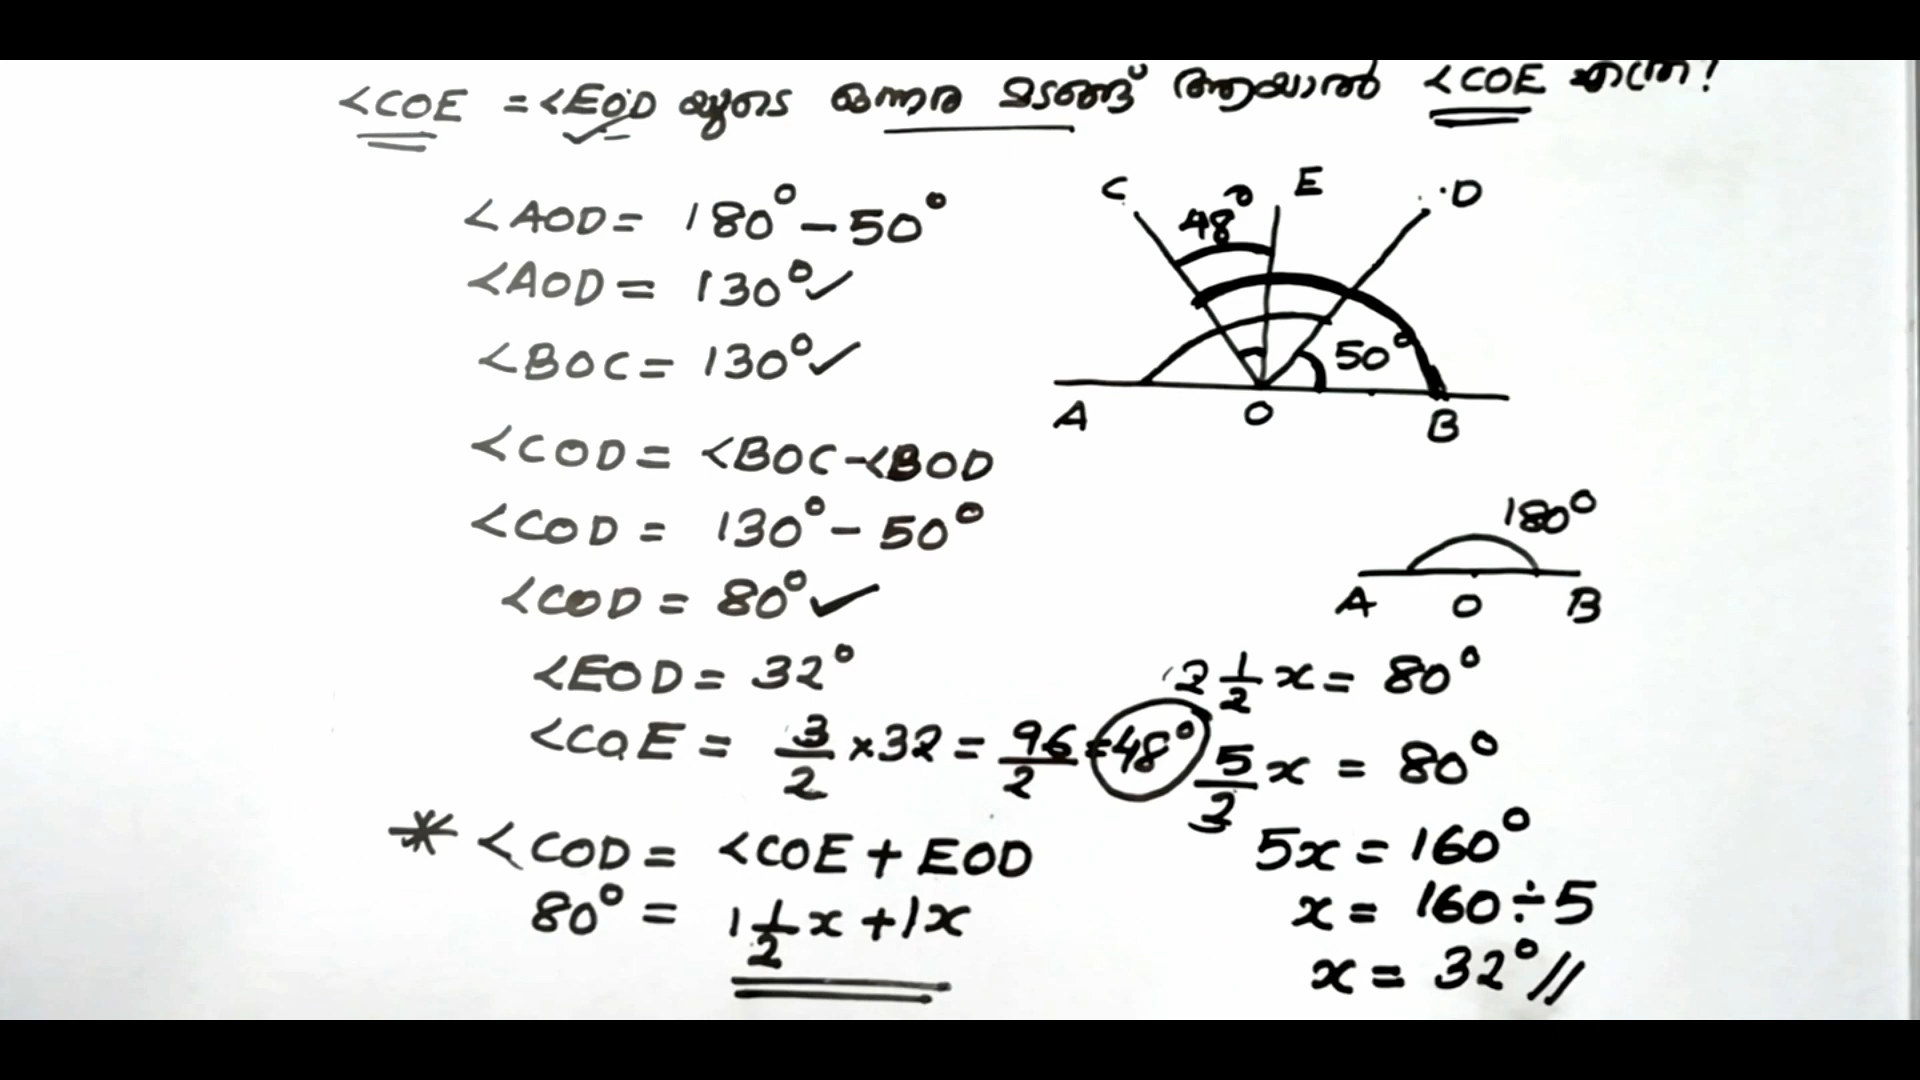 <COE = <EOD യുടെ ഒന്നര മടങ്ങ് ആയാൽ <COE എത്ര?
<AOD = 180° - 50°
<AOD = 130° ✓
<BOC = 130° ✓
<COD = <BOC - <BOD
<COD = 130° - 50°
<COD = 80° ✓
<EOD = 32°
<COE = 3/2 × 32 = 96/2 = 48°
* <COD = <COE + EOD
80° = 1 1/2 x + 1x
C 48° E D
50°
A O B
180°
A O B
2 1/2 x = 80°
5/2 x = 80°
5x = 160°
x = 160 ÷ 5
x = 32° //